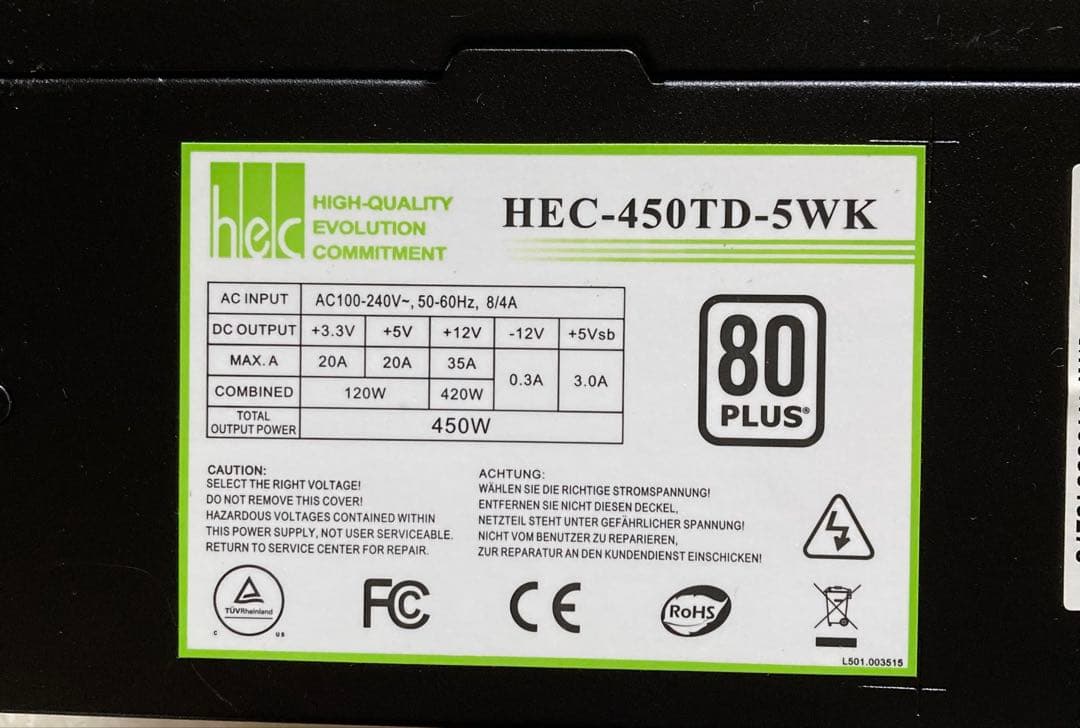 hec
HIGH-QUALITY
EVOLUTION
COMMITMENT
HEC-450TD-5WK
AC INPUT AC100-240V~, 50-60Hz, 8/4A
DC OUTPUT +3.3V +5V +12V -12V +5Vsb
MAX. A 20A 20A 35A 0.3A 3.0A
COMBINED 120W 420W
TOTAL
OUTPUT POWER 450W
80
PLUS®
CAUTION:
SELECT THE RIGHT VOLTAGE!
DO NOT REMOVE THIS COVER!
HAZARDOUS VOLTAGES CONTAINED WITHIN
THIS POWER SUPPLY, NOT USER SERVICEABLE.
RETURN TO SERVICE CENTER FOR REPAIR.
ACHTUNG:
WÄHLEN SIE DIE RICHTIGE STROMSPANNUNG!
ENTFERNEN SIE NICHT DIESEN DECKEL,
NETZTEIL STEHT UNTER GEFÄHRLICHER SPANNUNG!
NICHT VOM BENUTZER ZU REPARIEREN,
ZUR REPARATUR AN DEN KUNDENDIENST EINSCHICKEN!
TÜVRheinland
C US
FC
CE
RoHS
L501.003515